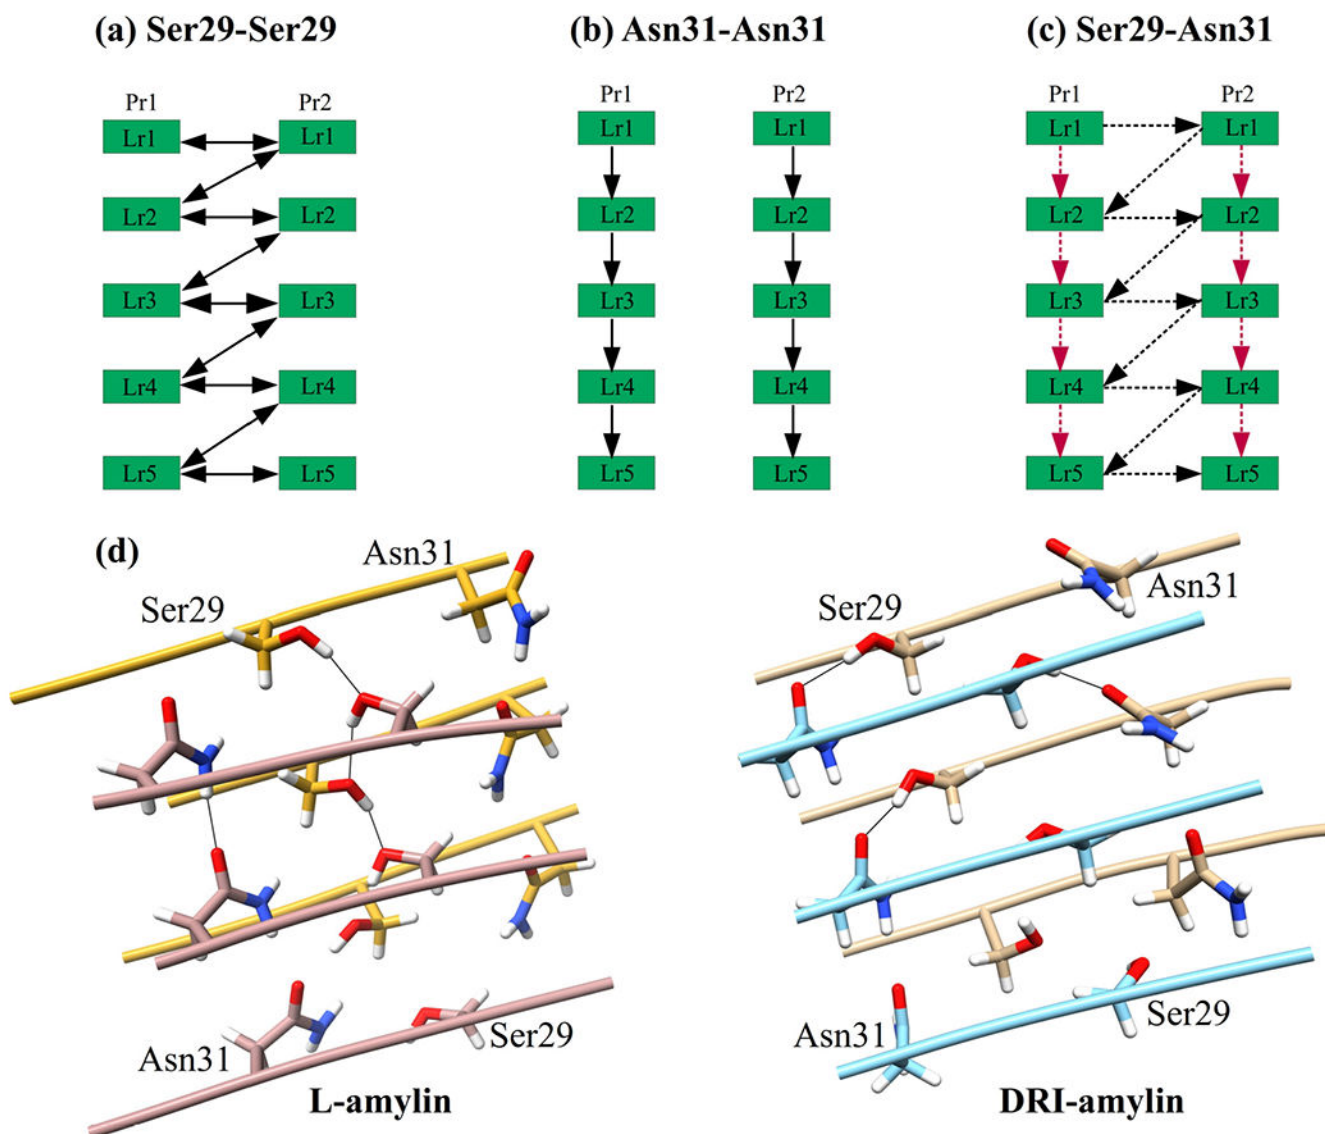 (a) Ser29-Ser29
(b) Asn31-Asn31
(c) Ser29-Asn31
Pr1 Pr2
Lr1 Lr1
Lr2 Lr2
Lr3 Lr3
Lr4 Lr4
Lr5 Lr5
Pr1 Pr2
Lr1 Lr1
Lr2 Lr2
Lr3 Lr3
Lr4 Lr4
Lr5 Lr5
Pr1 Pr2
Lr1 Lr1
Lr2 Lr2
Lr3 Lr3
Lr4 Lr4
Lr5 Lr5
(d)
Asn31
Ser29
Asn31
Ser29
L-amylin
Ser29
Asn31
Asn31
Ser29
DRI-amylin